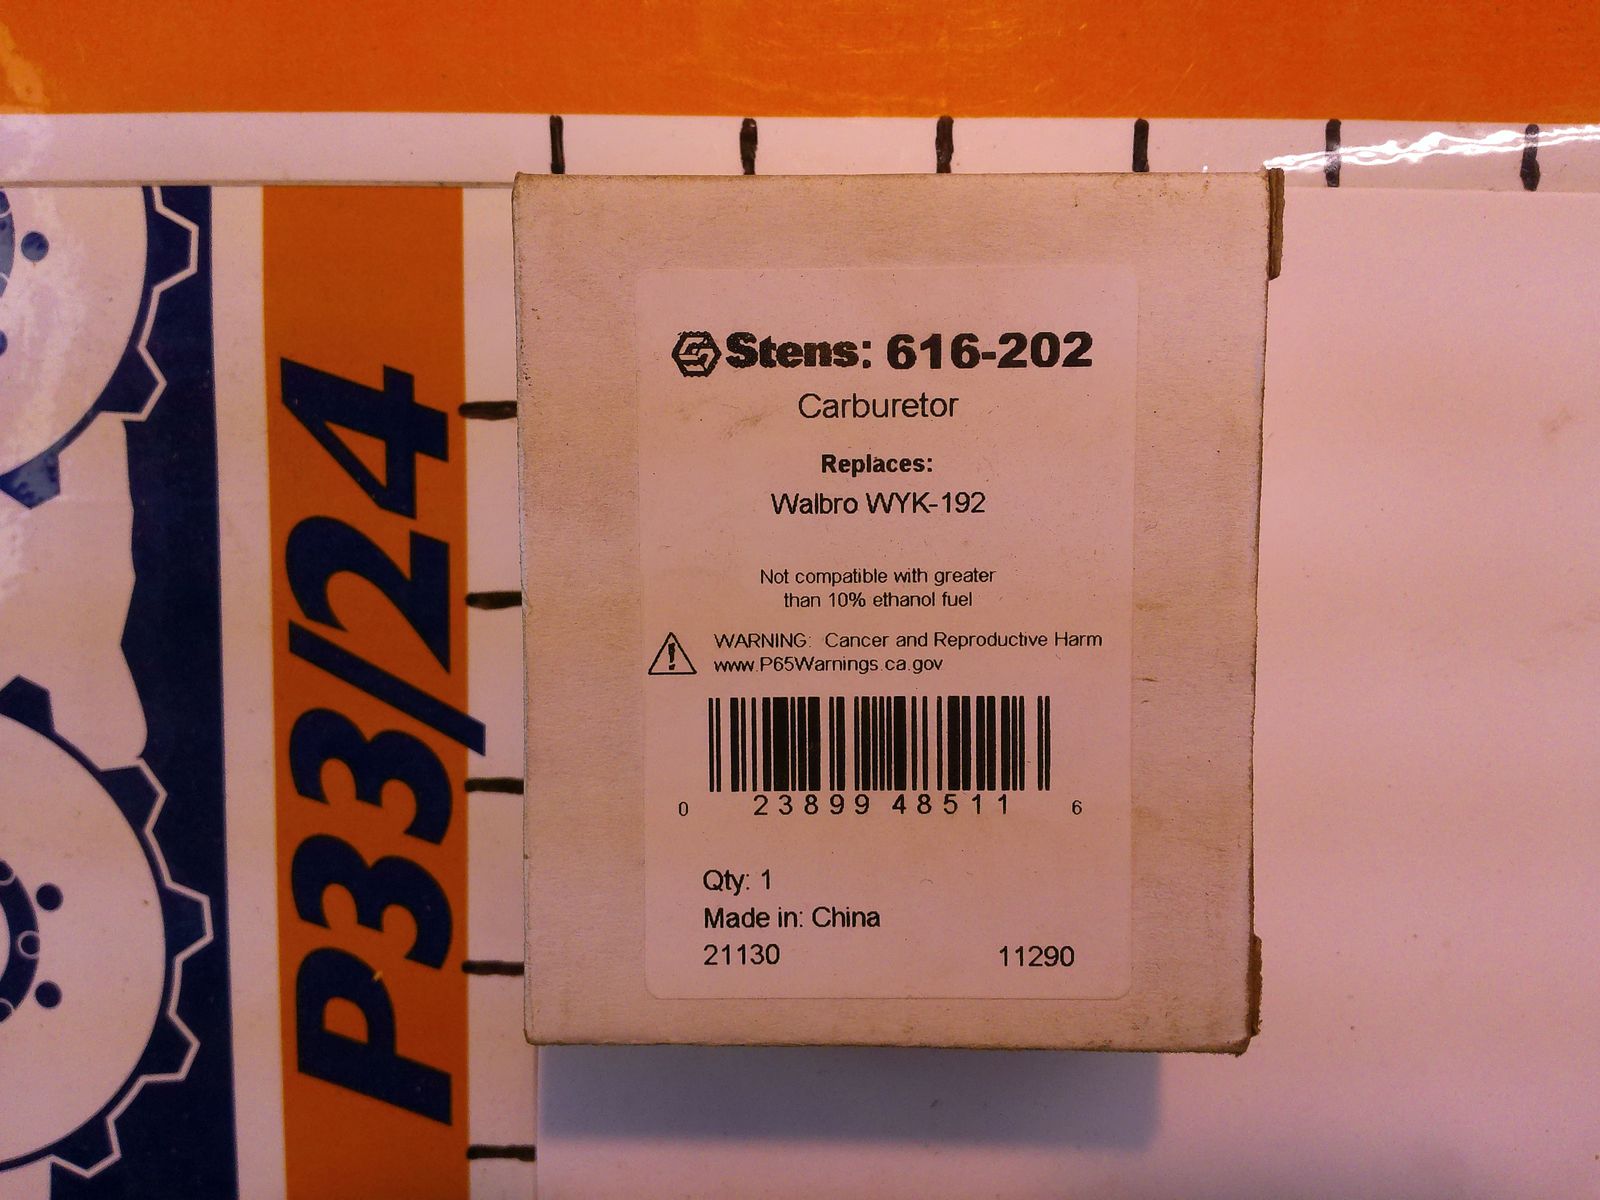 P33/24
Stens: 616-202
Carburetor
Replaces:
Walbro WYK-192
Not compatible with greater
than 10% ethanol fuel
WARNING: Cancer and Reproductive Harm
www.P65Warnings.ca.gov
0 23899 48511 6
Qty: 1
Made in: China
21130 11290